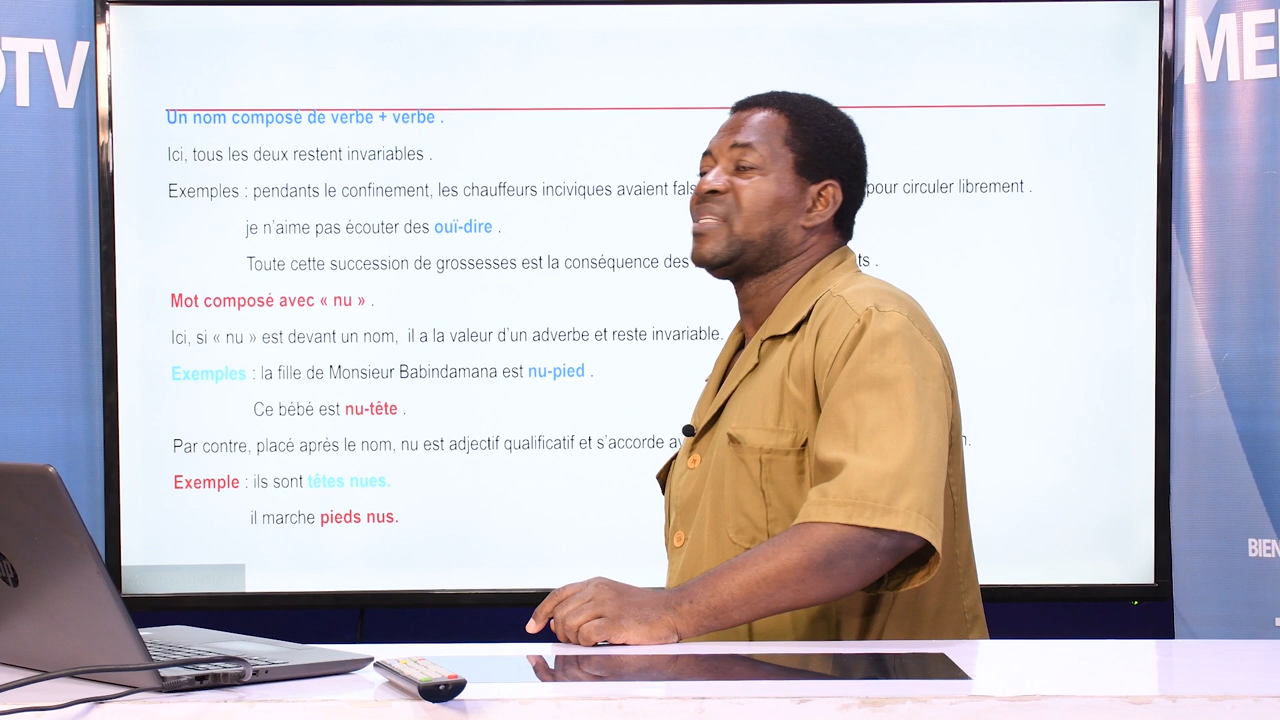 OTV
ME
Un nom composé de verbe + verbe .
Ici, tous les deux restent invariables .
Exemples : pendants le confinement, les chauffeurs inciviques avaient pour circuler librement .
je n'aime pas écouter des ouï-dire .
Toute cette succession de grossesses est la conséquence des
Mot composé avec « nu » .
Ici, si « nu » est devant un nom, il a la valeur d'un adverbe et reste invariable.
Exemples : la fille de Monsieur Babindamana est nu-pied .
Ce bébé est nu-tête .
Par contre, placé après le nom, nu est adjectif qualificatif et s'accorde
Exemple : ils sont têtes nues.
il marche pieds nus.
BIEN
hp